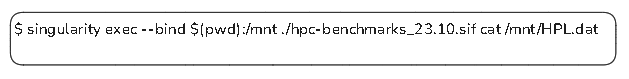 $ singularity exec --bind $(pwd):/mnt ./hpc-benchmarks_23.10.sif cat /mnt/HPL.dat